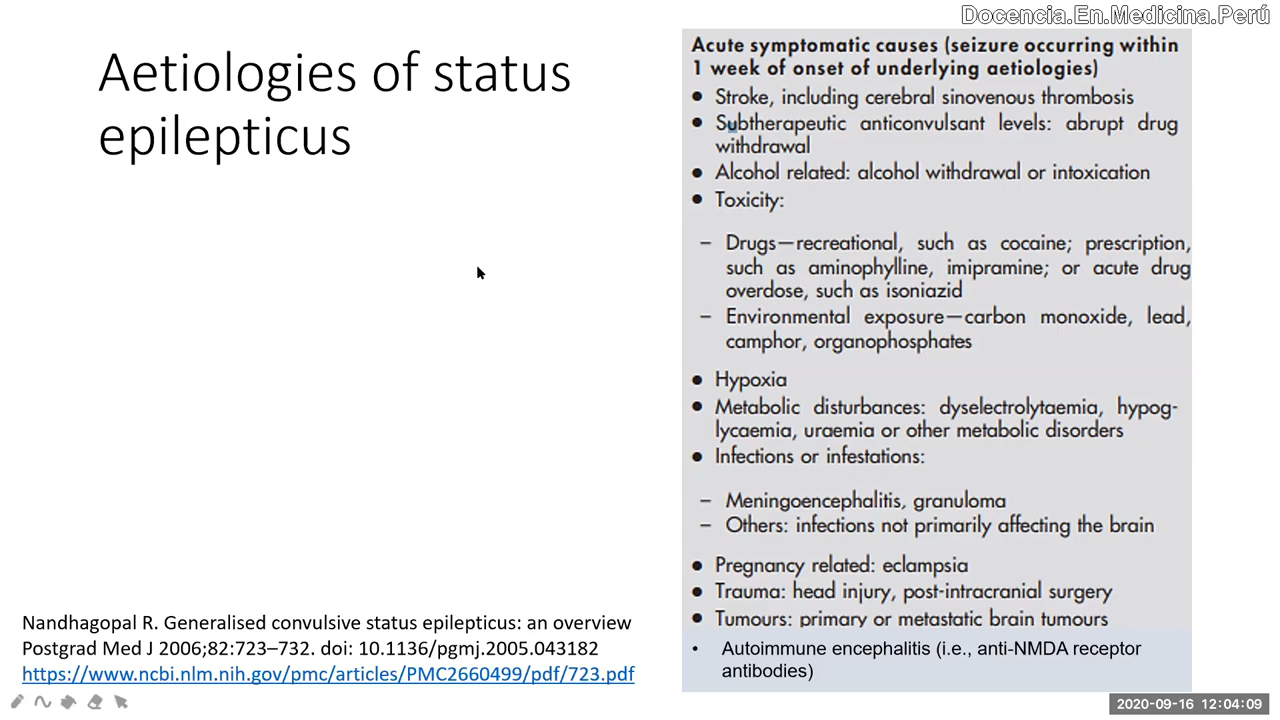 Docencia.En.Medicina.Perú
Aetiologies of status
epilepticus
Acute symptomatic causes (seizure occurring within
1 week of onset of underlying aetiologies)
• Stroke, including cerebral sinovenous thrombosis
• Subtherapeutic anticonvulsant levels: abrupt drug
withdrawal
• Alcohol related: alcohol withdrawal or intoxication
• Toxicity:
– Drugs—recreational, such as cocaine; prescription,
such as aminophylline, imipramine; or acute drug
overdose, such as isoniazid
– Environmental exposure—carbon monoxide, lead,
camphor, organophosphates
• Hypoxia
• Metabolic disturbances: dyselectrolytaemia, hypog-
lycaemia, uraemia or other metabolic disorders
• Infections or infestations:
– Meningoencephalitis, granuloma
– Others: infections not primarily affecting the brain
• Pregnancy related: eclampsia
• Trauma: head injury, post-intracranial surgery
• Tumours: primary or metastatic brain tumours
• Autoimmune encephalitis (i.e., anti-NMDA receptor
antibodies)
Nandhagopal R. Generalised convulsive status epilepticus: an overview
Postgrad Med J 2006;82:723–732. doi: 10.1136/pgmj.2005.043182
https://www.ncbi.nlm.nih.gov/pmc/articles/PMC2660499/pdf/723.pdf
2020-09-16 12:04:09